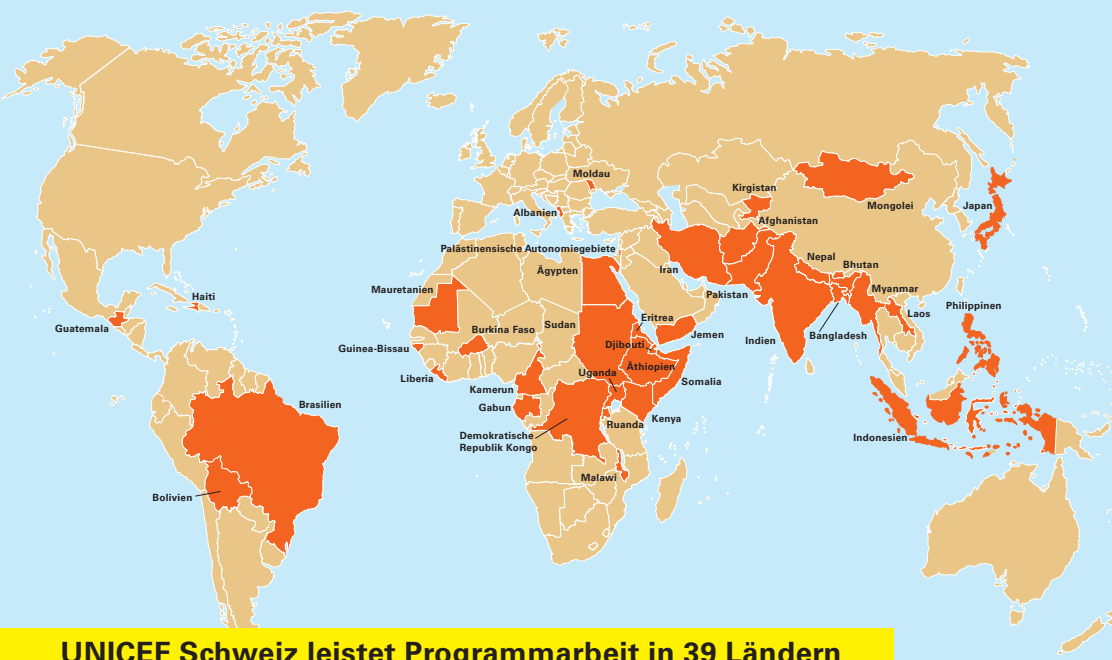 Moldau
Kirgistan
Mongolei
Japan
Albanien
Afghanistan
Palästinensische Autonomiegebiete
Nepal
Bhutan
Ägypten
Iran
Mauretanien
Myanmar
Haiti
Pakistan
Philippinen
Guatemala
Burkina Faso
Sudan
Eritrea
Laos
Jemen
Indien
Bangladesh
Guinea-Bissau
Djibouti
Äthiopien
Liberia
Uganda
Somalia
Kamerun
Brasilien
Gabun
Kenya
Ruanda
Demokratische
Republik Kongo
Indonesien
Malawi
Bolivien
UNICEF Schweiz leistet Programmarbeit in 39 Ländern